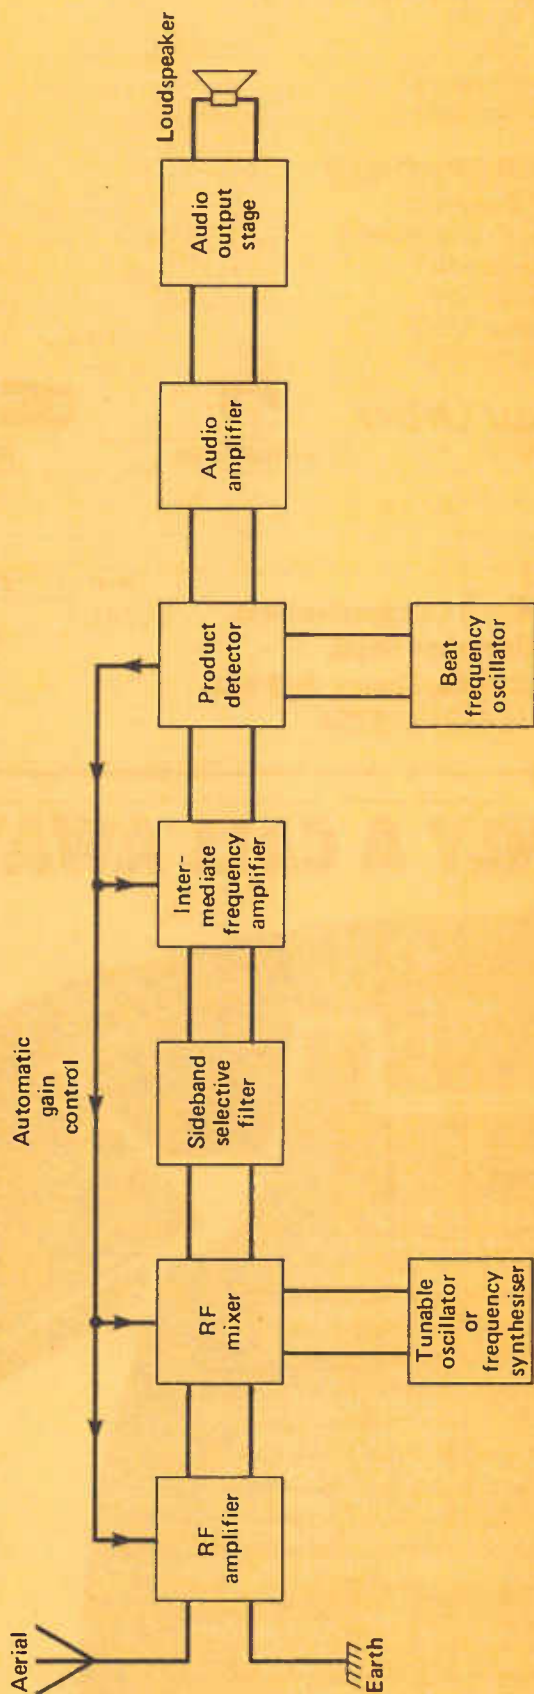 Aerial
Earth
RF
amplifier
Automatic
gain
control
RF
mixer
Tunable
oscillator
or
frequency
synthesiser
Sideband
selective
filter
Inter-
mediate
frequency
amplifier
Product
detector
Beat
frequency
oscillator
Audio
amplifier
Audio
output
stage
Loudspeaker